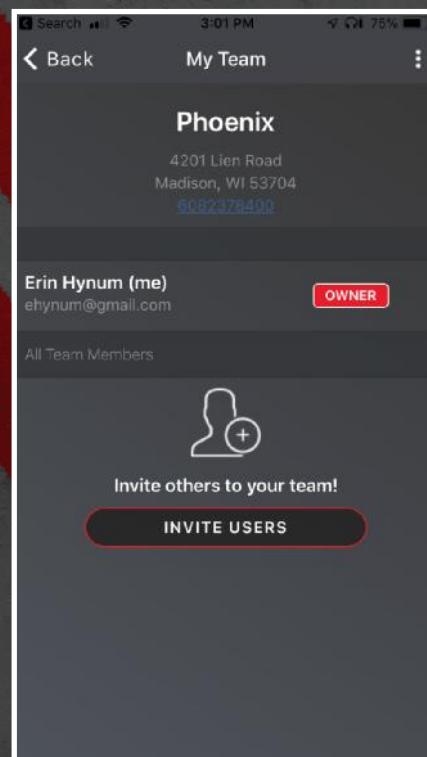 Search 3:01 PM 75%
Back My Team
Phoenix
4201 Lien Road
Madison, WI 53704
6082378400
Erin Hynum (me)
ehynum@gmail.com
OWNER
All Team Members
Invite others to your team!
INVITE USERS